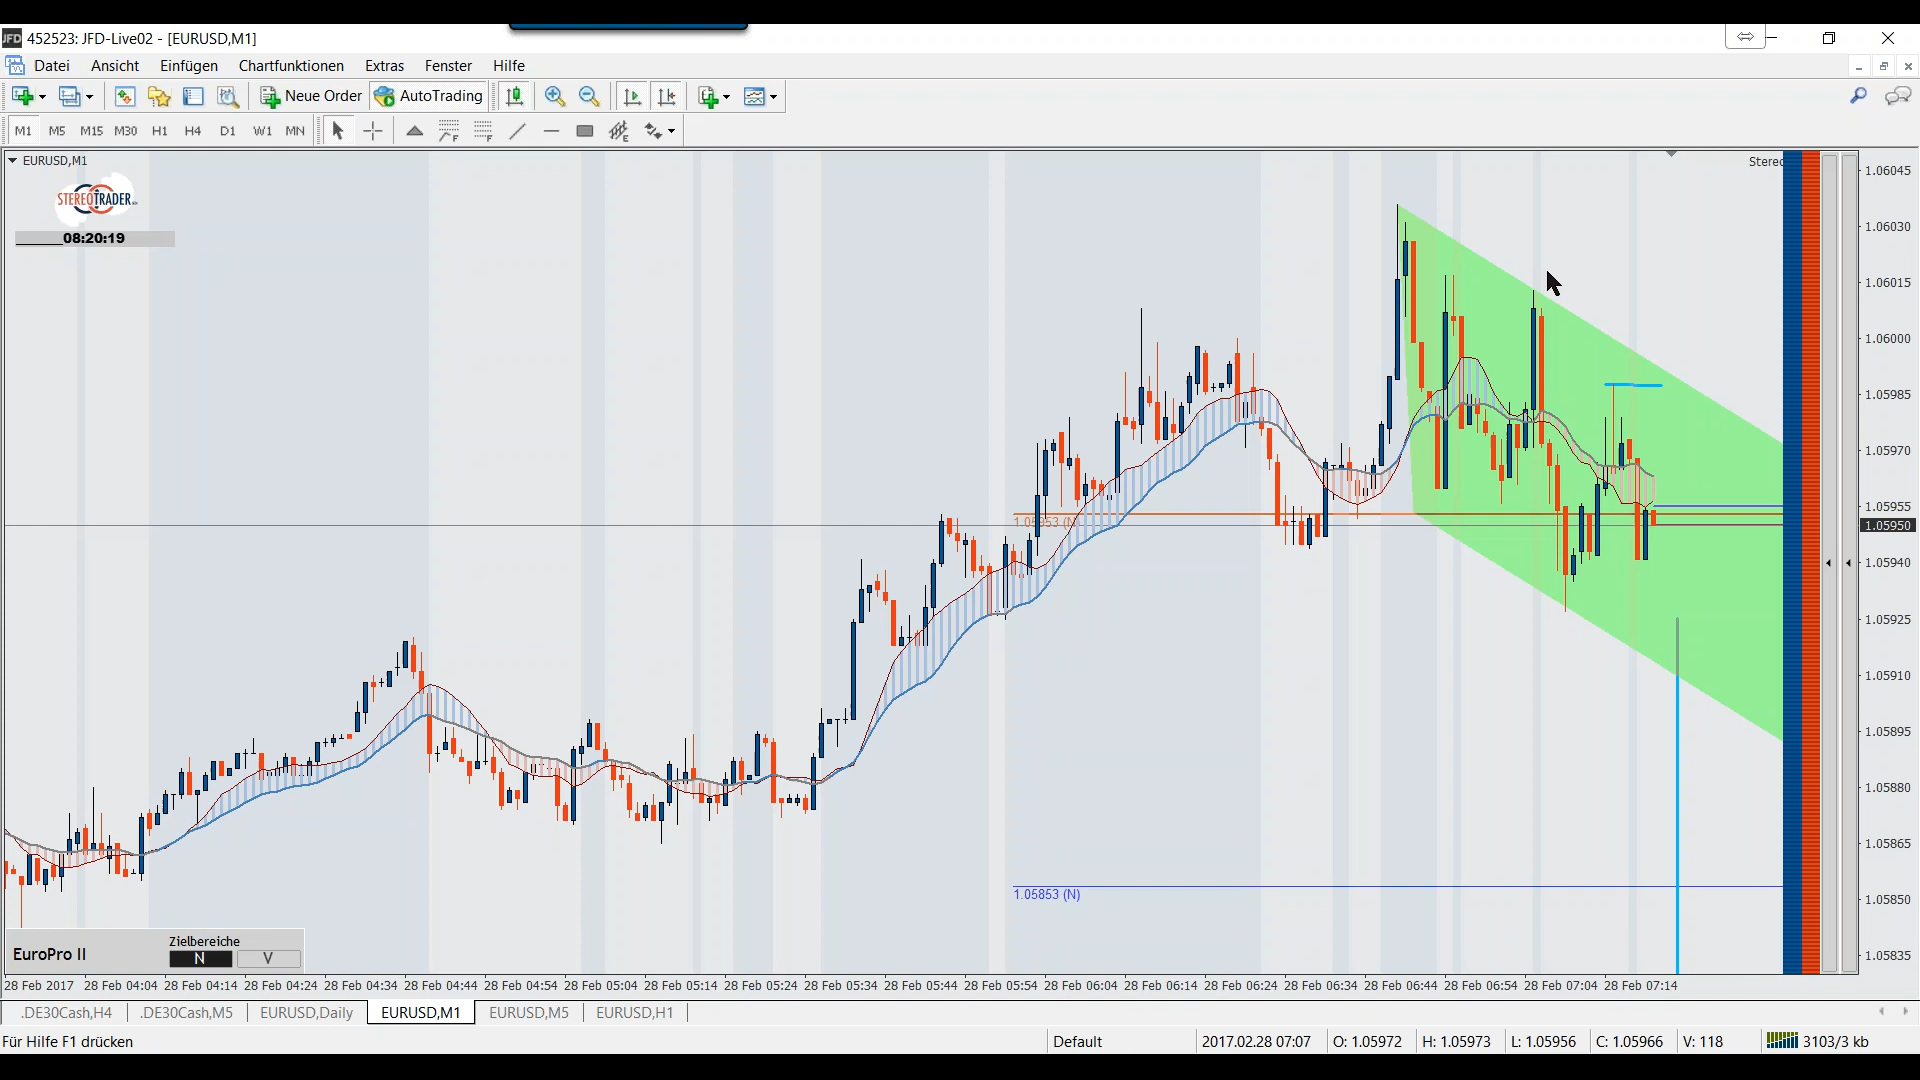 JFD 452523: JFD-Live02 - [EURUSD,M1]
Datei Ansicht Einfügen Chartfunktionen Extras Fenster Hilfe
Neue Order AutoTrading
M1 M5 M15 M30 H1 H4 D1 W1 MN
EURUSD,M1
Stereo
STEREOTRADER
08:20:19
1.06045
1.06030
1.06015
1.06000
1.05985
1.05970
1.05955
1.05953 (N)
1.05950
1.05940
1.05925
1.05910
1.05895
1.05880
1.05865
1.05853 (N)
1.05850
1.05835
EuroPro II
Zielbereiche
N V
28 Feb 2017 28 Feb 04:04 28 Feb 04:14 28 Feb 04:24 28 Feb 04:34 28 Feb 04:44 28 Feb 04:54 28 Feb 05:04 28 Feb 05:14 28 Feb 05:24 28 Feb 05:34 28 Feb 05:44 28 Feb 05:54 28 Feb 06:04 28 Feb 06:14 28 Feb 06:24 28 Feb 06:34 28 Feb 06:44 28 Feb 06:54 28 Feb 07:04 28 Feb 07:14
.DE30Cash,H4 .DE30Cash,M5 EURUSD,Daily EURUSD,M1 EURUSD,M5 EURUSD,H1
Für Hilfe F1 drücken Default 2017.02.28 07:07 O: 1.05972 H: 1.05973 L: 1.05956 C: 1.05966 V: 118 3103/3 kb